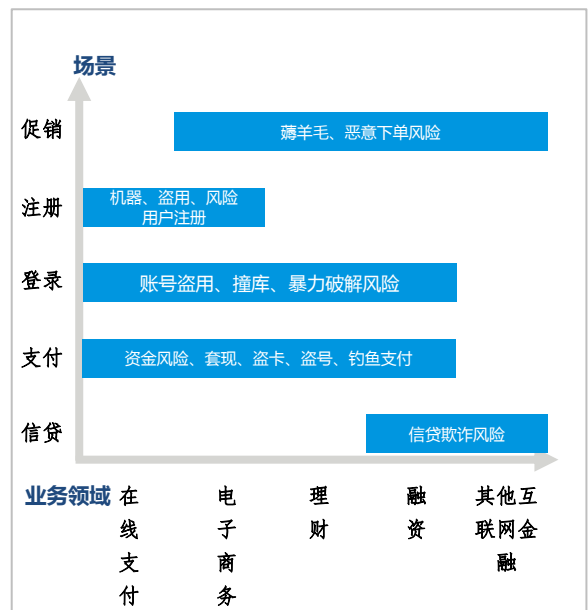 场景
促销
薅羊毛、恶意下单风险
注册
机器、盗用、风险
用户注册
登录
账号盗用、撞库、暴力破解风险
支付
资金风险、套现、盗卡、盗号、钓鱼支付
信贷
信贷欺诈风险
业务领域
在线支付
电子商务
理财
融资
其他互
联网金
融